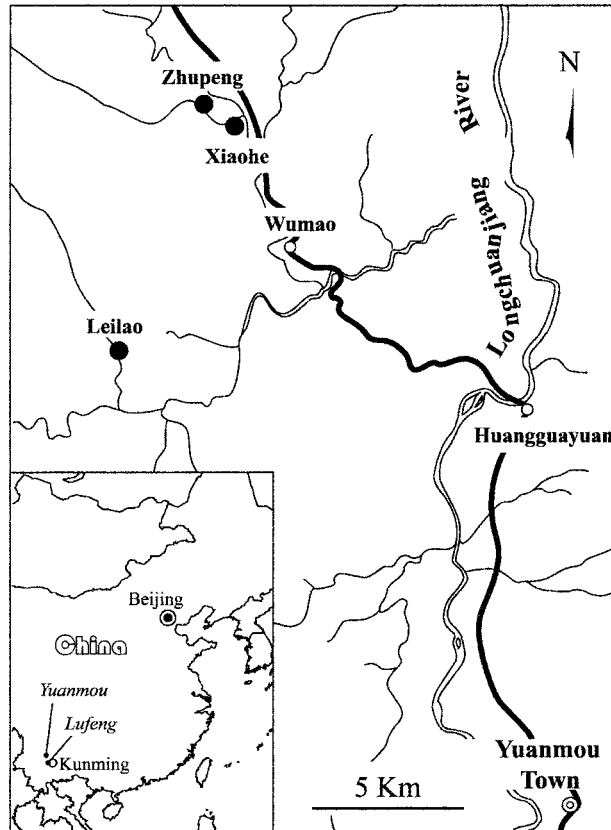 Zhupeng
Xiaohe
N
Longchuanjiang River
Wumao
Leilao
Huangguayuan
Beijing
China
Yuanmou
Lufeng
Kunming
5 Km
Yuanmou
Town